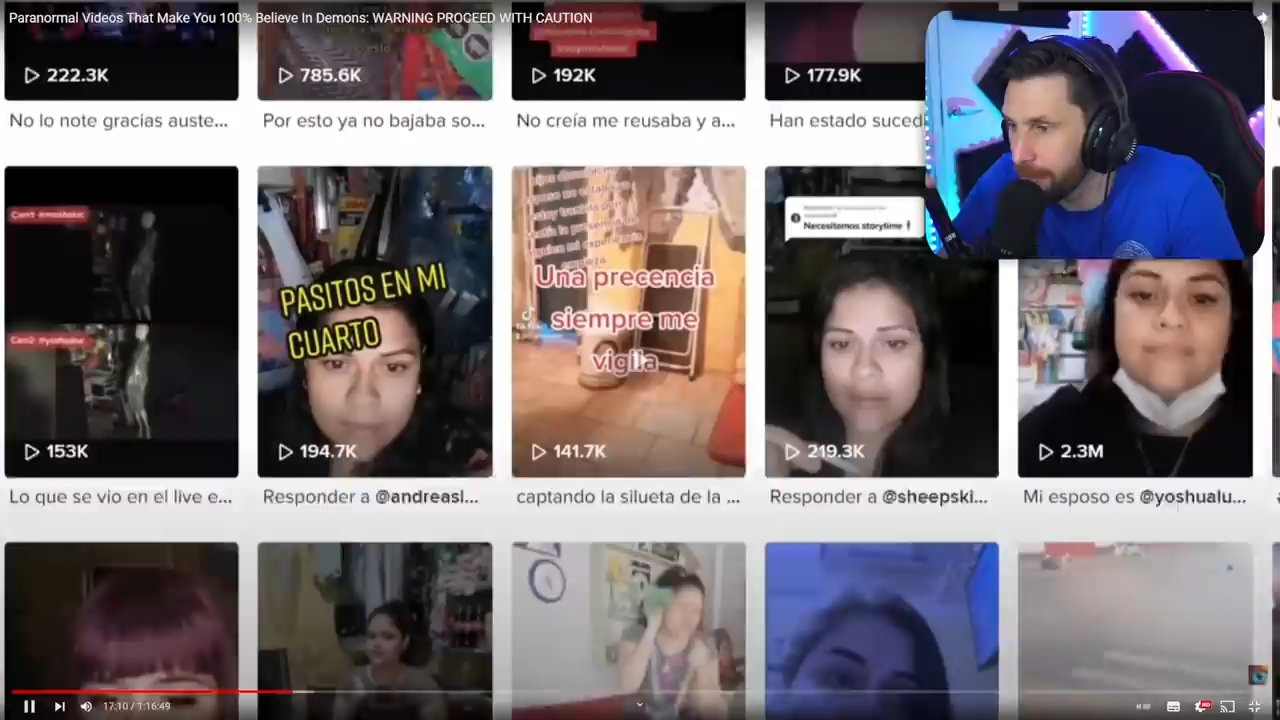 Paranormal Videos That Make You 100% Believe In Demons: WARNING PROCEED WITH CAUTION
222.3K
785.6K
192K
177.9K
No lo note gracias auste...
Por esto ya no bajaba so...
No creía me reusaba y a...
Han estado suced
PASITOS EN MI
CUARTO
Una precencia
siempre me
vigila
Necesitamos storytime
153K
194.7K
141.7K
219.3K
2.3M
Lo que se vio en el live e...
Responder a @andreasl...
captando la silueta de la ...
Responder a @sheepski...
Mi esposo es @yoshualu...
17:10 / 1:16:49